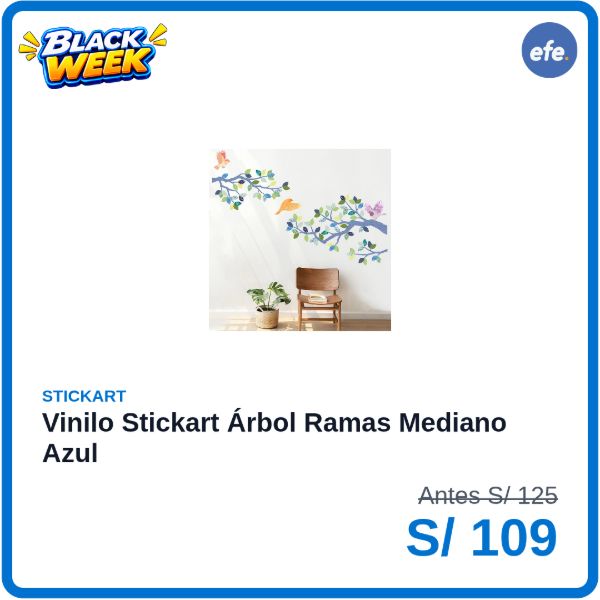 BLACK
WEEK
efe.
STICKART
Vinilo Stickart Árbol Ramas Mediano
Azul
Antes S/ 125
S/ 109